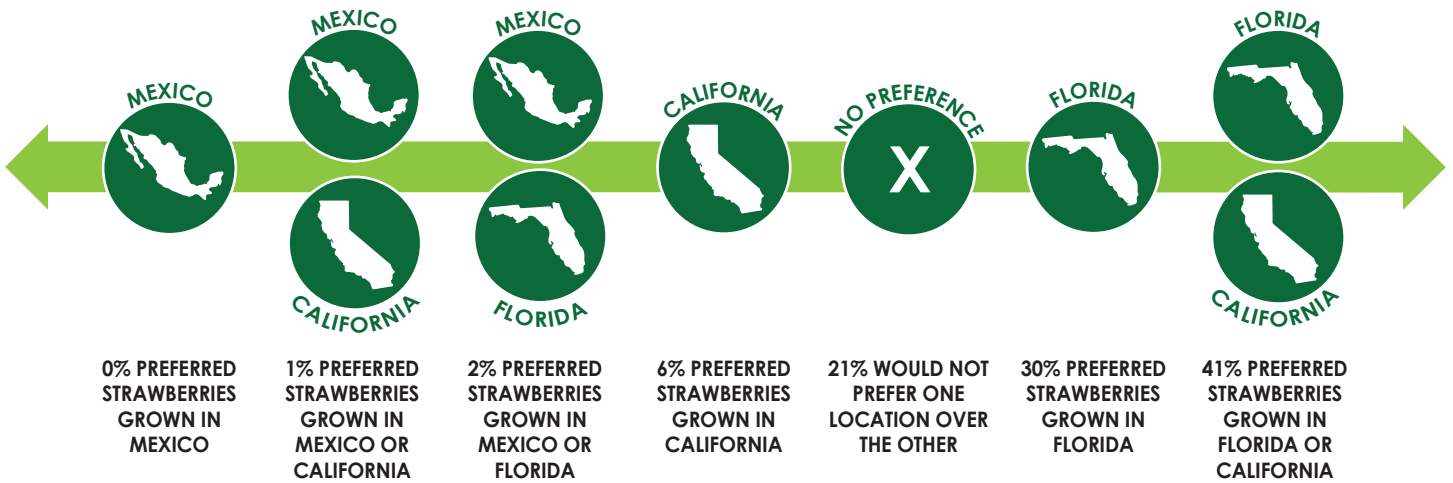 MEXICO
MEXICO
CALIFORNIA
MEXICO
FLORIDA
CALIFORNIA
NO PREFERENCE
X
FLORIDA
FLORIDA
CALIFORNIA
0% PREFERRED
STRAWBERRIES
GROWN IN
MEXICO
1% PREFERRED
STRAWBERRIES
GROWN IN
MEXICO OR
CALIFORNIA
2% PREFERRED
STRAWBERRIES
GROWN IN
MEXICO OR
FLORIDA
6% PREFERRED
STRAWBERRIES
GROWN IN
CALIFORNIA
21% WOULD NOT
PREFER ONE
LOCATION OVER
THE OTHER
30% PREFERRED
STRAWBERRIES
GROWN IN
FLORIDA
41% PREFERRED
STRAWBERRIES
GROWN IN
FLORIDA OR
CALIFORNIA